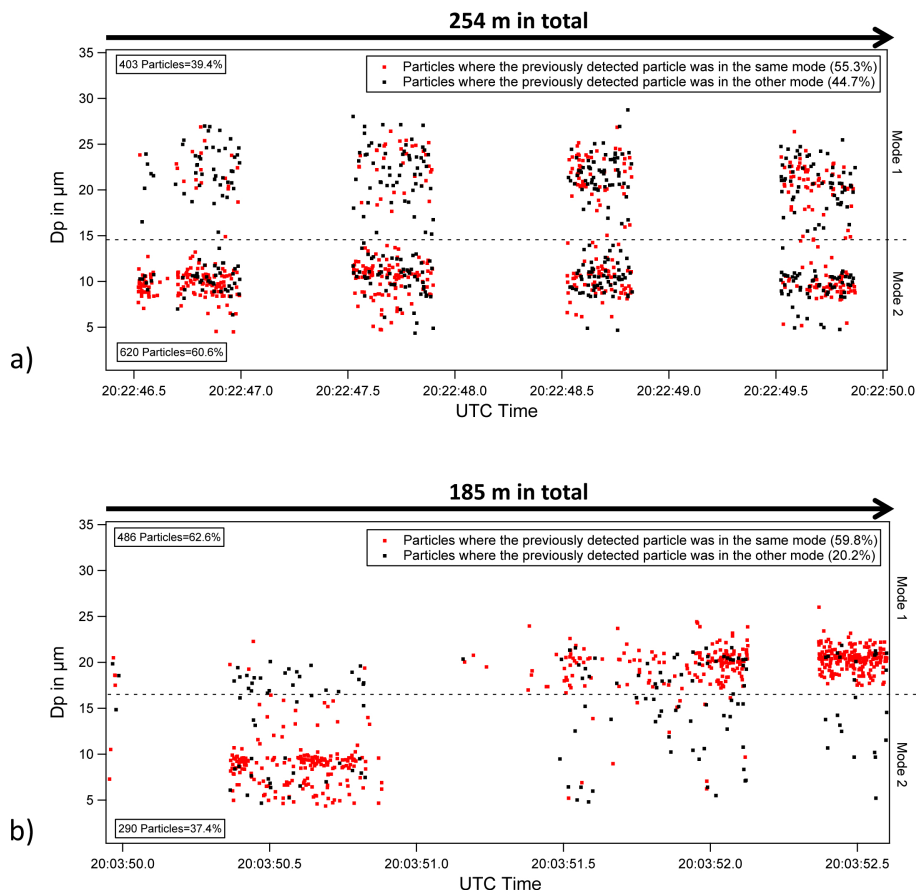 254 m in total
35
403 Particles=39.4%
Particles where the previously detected particle was in the same mode (55.3%)
Particles where the previously detected particle was in the other mode (44.7%)
30
25
Mode 1
20
Dp in µm
15
10
Mode 2
5
620 Particles=60.6%
a)
20:22:46.5 20:22:47.0 20:22:47.5 20:22:48.0 20:22:48.5 20:22:49.0 20:22:49.5 20:22:50.0
UTC Time
185 m in total
35
486 Particles=62.6%
Particles where the previously detected particle was in the same mode (59.8%)
Particles where the previously detected particle was in the other mode (20.2%)
30
25
Mode 1
20
Dp in µm
15
10
Mode 2
5
290 Particles=37.4%
b)
20:03:50.0 20:03:50.5 20:03:51.0 20:03:51.5 20:03:52.0 20:03:52.5
UTC Time